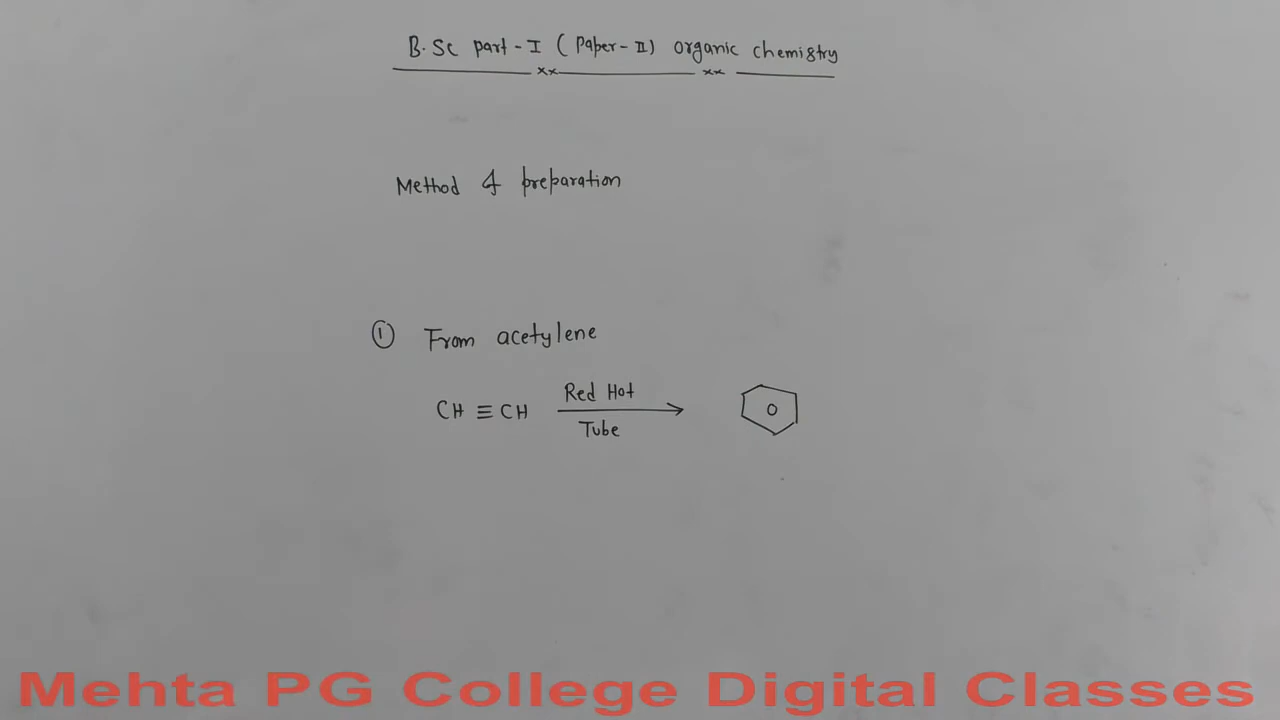 B.Sc part-I (Paper-II) organic chemistry
Method of preparation
① From acetylene
CH ≡ CH
Red Hot
Tube
Mehta PG College Digital Classes